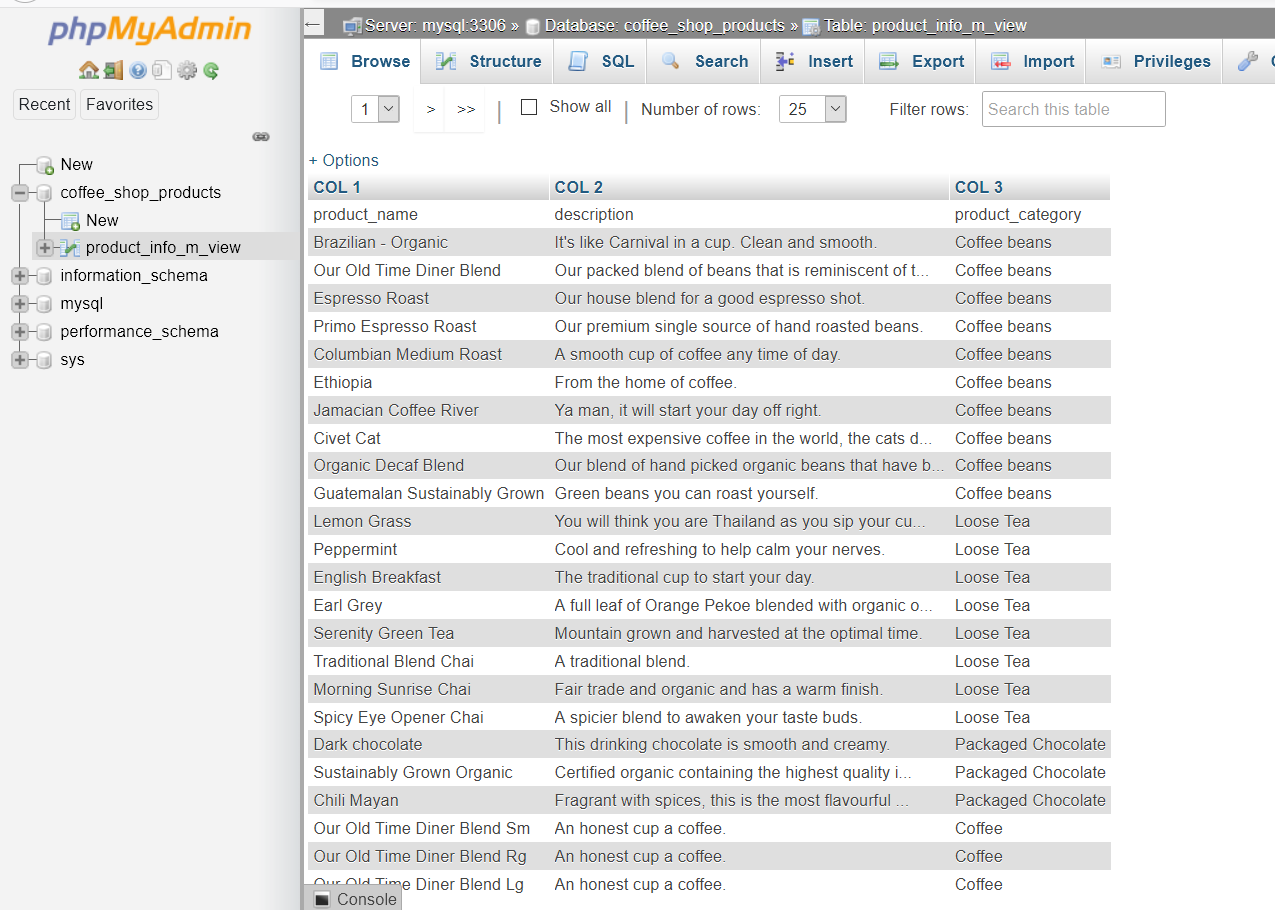 phpMyAdmin
Recent Favorites
New
coffee_shop_products
New
product_info_m_view
information_schema
mysql
performance_schema
sys
← Server: mysql:3306 » Database: coffee_shop_products » Table: product_info_m_view
Browse Structure SQL Search Insert Export Import Privileges
1 > >> | Show all | Number of rows: 25 Filter rows: Search this table
+ Options
COL 1 COL 2 COL 3
product_name description product_category
Brazilian - Organic It's like Carnival in a cup. Clean and smooth. Coffee beans
Our Old Time Diner Blend Our packed blend of beans that is reminiscent of t... Coffee beans
Espresso Roast Our house blend for a good espresso shot. Coffee beans
Primo Espresso Roast Our premium single source of hand roasted beans. Coffee beans
Columbian Medium Roast A smooth cup of coffee any time of day. Coffee beans
Ethiopia From the home of coffee. Coffee beans
Jamacian Coffee River Ya man, it will start your day off right. Coffee beans
Civet Cat The most expensive coffee in the world, the cats d... Coffee beans
Organic Decaf Blend Our blend of hand picked organic beans that have b... Coffee beans
Guatemalan Sustainably Grown Green beans you can roast yourself. Coffee beans
Lemon Grass You will think you are Thailand as you sip your cu... Loose Tea
Peppermint Cool and refreshing to help calm your nerves. Loose Tea
English Breakfast The traditional cup to start your day. Loose Tea
Earl Grey A full leaf of Orange Pekoe blended with organic o... Loose Tea
Serenity Green Tea Mountain grown and harvested at the optimal time. Loose Tea
Traditional Blend Chai A traditional blend. Loose Tea
Morning Sunrise Chai Fair trade and organic and has a warm finish. Loose Tea
Spicy Eye Opener Chai A spicier blend to awaken your taste buds. Loose Tea
Dark chocolate This drinking chocolate is smooth and creamy. Packaged Chocolate
Sustainably Grown Organic Certified organic containing the highest quality i... Packaged Chocolate
Chili Mayan Fragrant with spices, this is the most flavourful ... Packaged Chocolate
Our Old Time Diner Blend Sm An honest cup a coffee. Coffee
Our Old Time Diner Blend Rg An honest cup a coffee. Coffee
Our Old Time Diner Blend Lg An honest cup a coffee. Coffee
Console